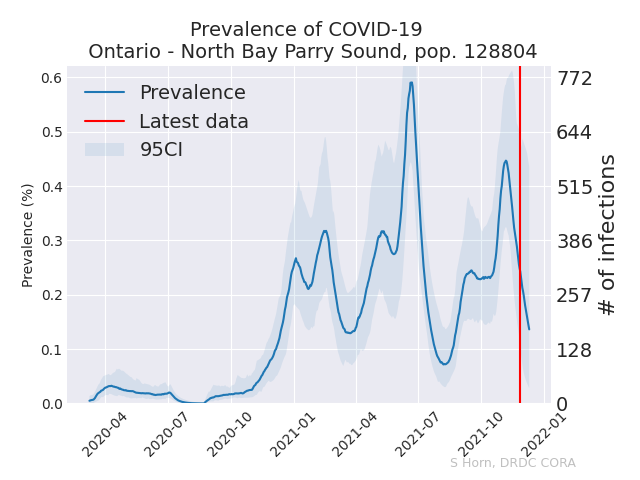 Prevalence of COVID-19
Ontario - North Bay Parry Sound, pop. 128804
Prevalence
Latest data
95CI
Prevalence (%)
0.6
0.5
0.4
0.3
0.2
0.1
0.0
772
644
515
386
257
128
0
# of infections
2020-04
2020-07
2020-10
2021-01
2021-04
2021-07
2021-10
2022-01
S Horn, DRDC CORA